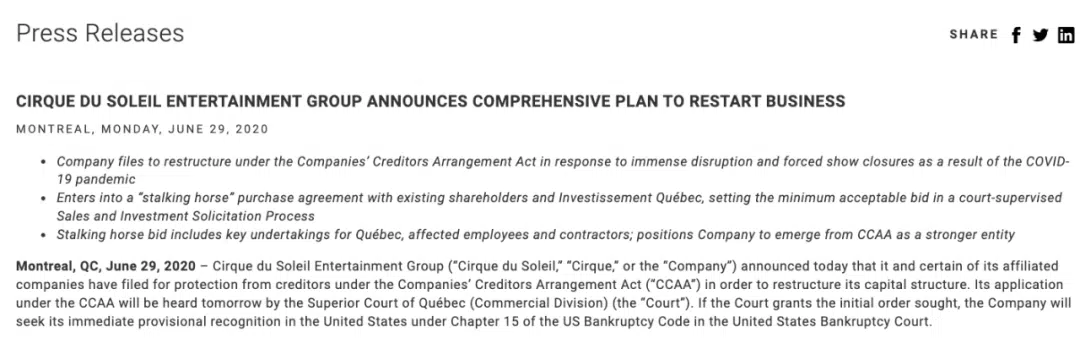 Press Releases
SHARE
CIRQUE DU SOLEIL ENTERTAINMENT GROUP ANNOUNCES COMPREHENSIVE PLAN TO RESTART BUSINESS
MONTREAL, MONDAY, JUNE 29, 2020
• Company files to restructure under the Companies’ Creditors Arrangement Act in response to immense disruption and forced show closures as a result of the COVID-
19 pandemic
• Enters into a “stalking horse” purchase agreement with existing shareholders and Investissement Québec, setting the minimum acceptable bid in a court-supervised
Sales and Investment Solicitation Process
• Stalking horse bid includes key undertakings for Québec, affected employees and contractors; positions Company to emerge from CCAA as a stronger entity
Montreal, QC, June 29, 2020 – Cirque du Soleil Entertainment Group (“Cirque du Soleil,” “Cirque,” or the “Company”) announced today that it and certain of its affiliated
companies have filed for protection from creditors under the Companies’ Creditors Arrangement Act (“CCAA”) in order to restructure its capital structure. Its application
under the CCAA will be heard tomorrow by the Superior Court of Québec (Commercial Division) (the “Court”). If the Court grants the initial order sought, the Company will
seek its immediate provisional recognition in the United States under Chapter 15 of the US Bankruptcy Code in the United States Bankruptcy Court.